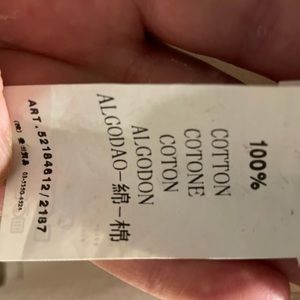 100%
COTTON
COTONE
COTON
ALGODON
ALGODAO-綿-棉
ART.52184612/2187